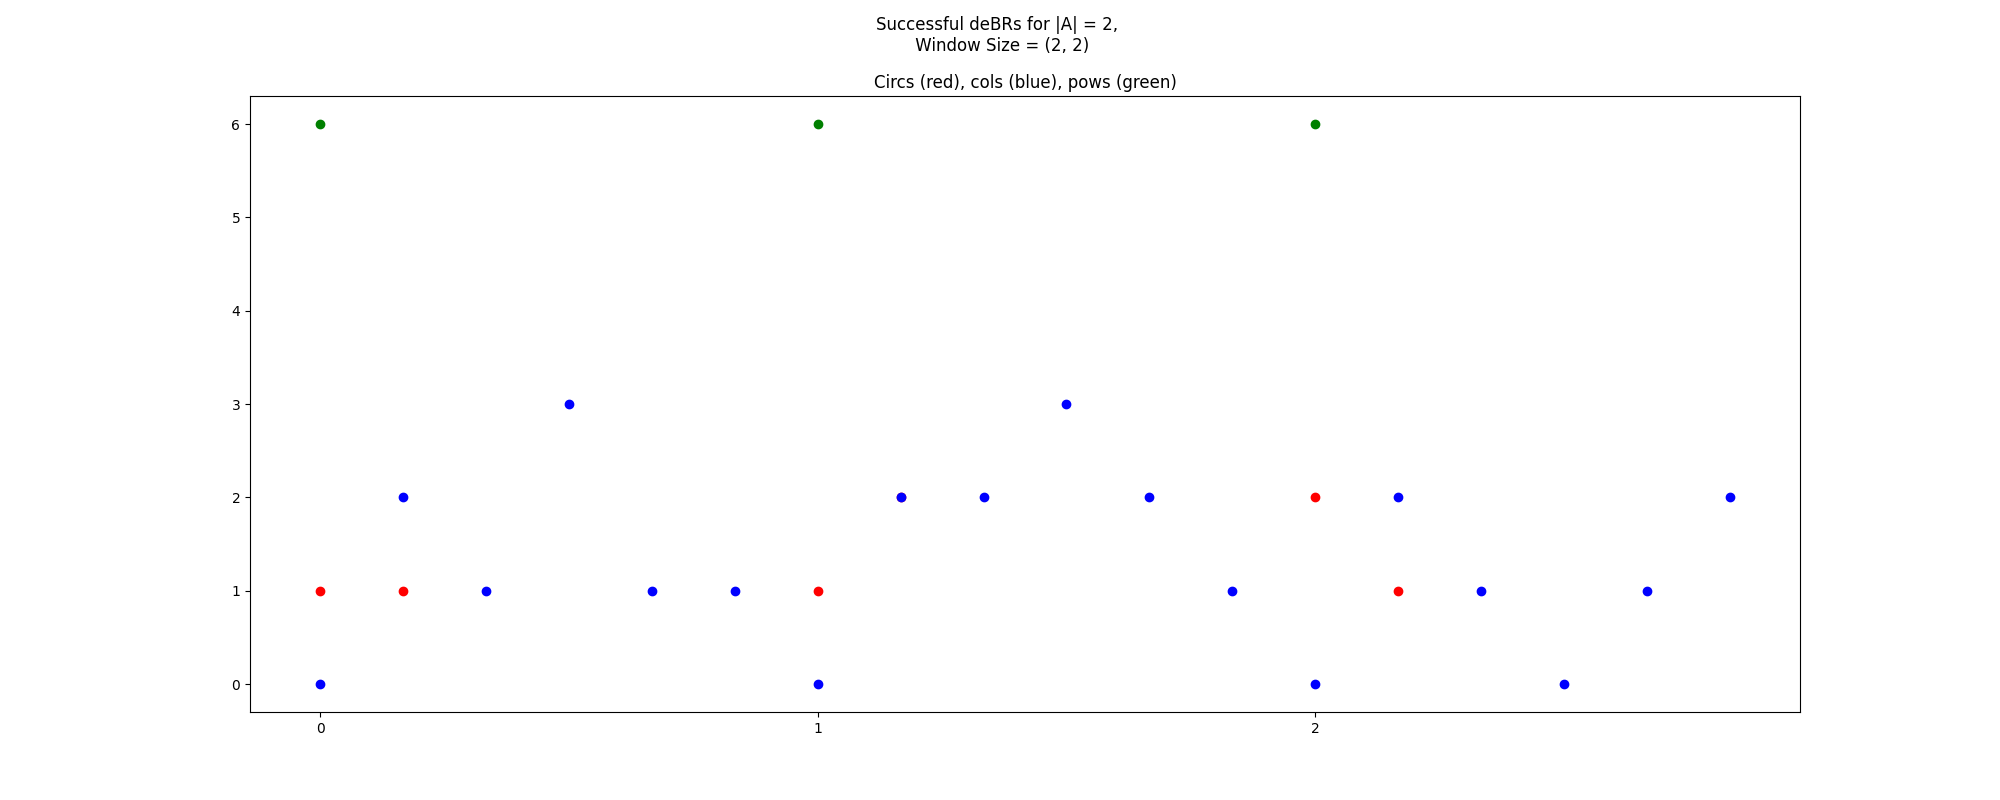 Successful deBRs for |A| = 2,
Window Size = (2, 2)
Circs (red), cols (blue), pows (green)
6
5
4
3
2
1
0
0 1 2